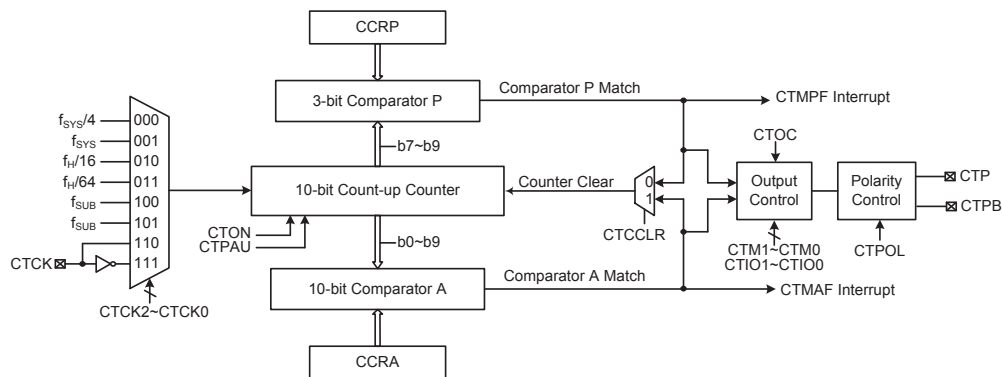 CCRP
3-bit Comparator P
Comparator P Match
CTMPF Interrupt
b7~b9
fSYS/4
000
fSYS
001
fH/16
010
fH/64
011
fSUB
100
fSUB
101
110
CTCK
111
CTCK2~CTCK0
10-bit Count-up Counter
Counter Clear
0
1
CTCCLR
CTON
CTPAU
b0~b9
CTOC
Output
Control
CTM1~CTM0
CTIO1~CTIO0
Polarity
Control
CTPOL
CTP
CTPB
10-bit Comparator A
Comparator A Match
CTMAF Interrupt
CCRA